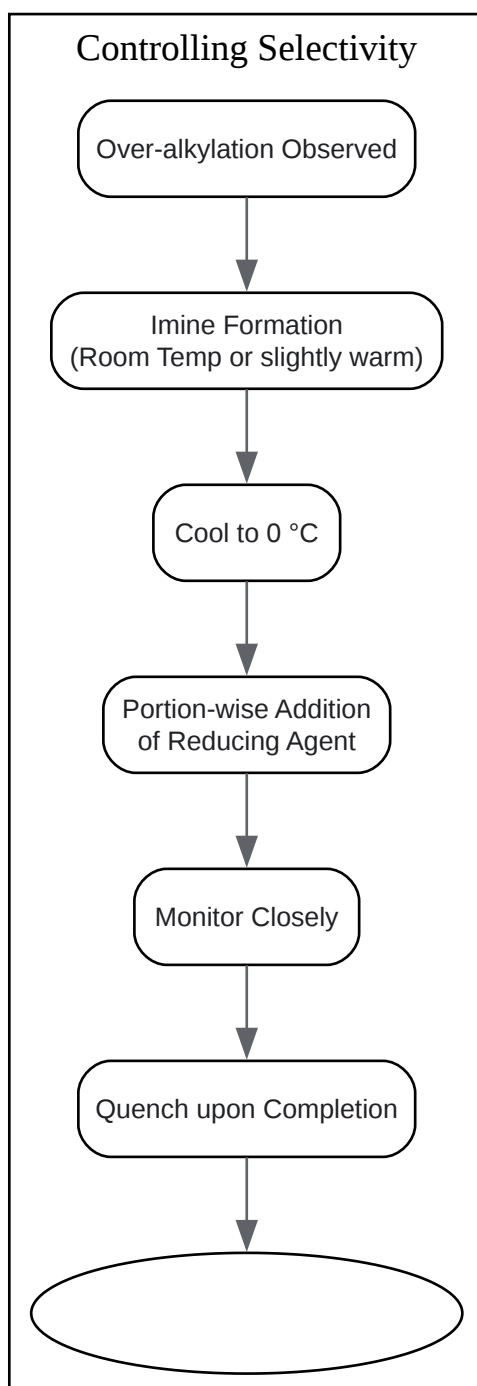 Controlling Selectivity
Over-alkylation Observed
Imine Formation
(Room Temp or slightly warm)
Cool to 0 °C
Portion-wise Addition
of Reducing Agent
Monitor Closely
Quench upon Completion